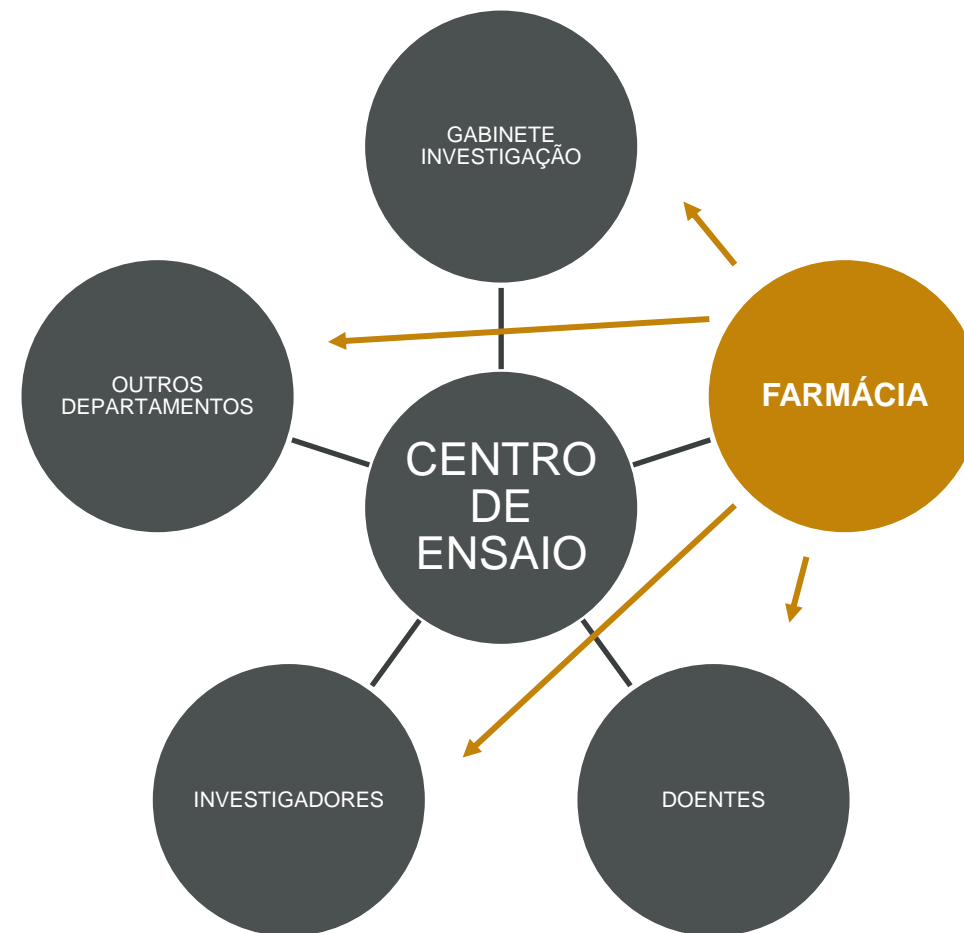 GABINETE
INVESTIGAÇÃO
OUTROS
DEPARTAMENTOS
FARMÁCIA
CENTRO
DE
ENSAIO
INVESTIGADORES
DOENTES